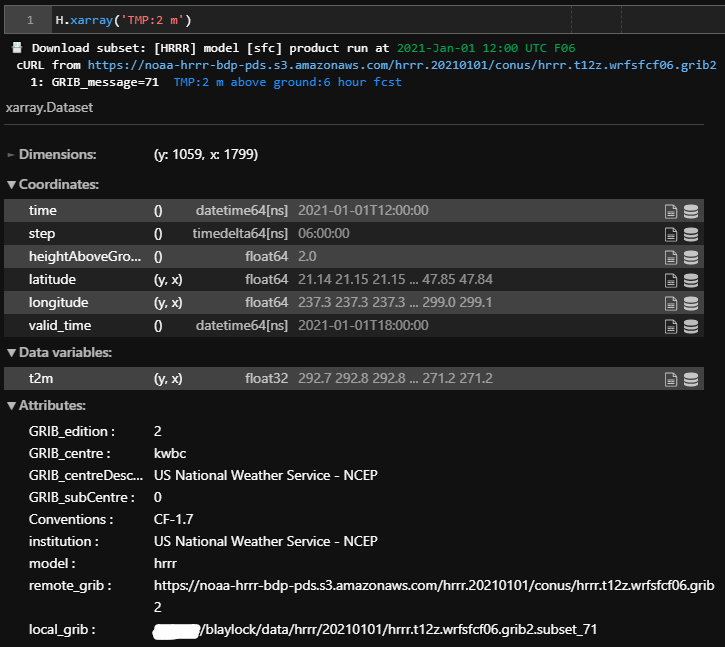 1 H.xarray('TMP:2 m')
Download subset: [HRRR] model [sfc] product run at 2021-Jan-01 12:00 UTC F06
cURL from https://noaa-hrrr-bdp-pds.s3.amazonaws.com/hrrr.20210101/conus/hrrr.t12z.wrfsfcf06.grib2
1: GRIB_message=71 TMP:2 m above ground:6 hour fcst
xarray.Dataset
► Dimensions: (y: 1059, x: 1799)
▼ Coordinates:
time () datetime64[ns] 2021-01-01T12:00:00
step () timedelta64[ns] 06:00:00
heightAboveGro... () float64 2.0
latitude (y, x) float64 21.14 21.15 21.15 ... 47.85 47.84
longitude (y, x) float64 237.3 237.3 237.3 ... 299.0 299.1
valid_time () datetime64[ns] 2021-01-01T18:00:00
▼ Data variables:
t2m (y, x) float32 292.7 292.8 292.8 ... 271.2 271.2
▼ Attributes:
GRIB_edition : 2
GRIB_centre : kwbc
GRIB_centreDesc... US National Weather Service - NCEP
GRIB_subCentre : 0
Conventions : CF-1.7
institution : US National Weather Service - NCEP
model : hrrr
remote_grib : https://noaa-hrrr-bdp-pds.s3.amazonaws.com/hrrr.20210101/conus/hrrr.t12z.wrfsfcf06.grib
2
local_grib : /blaylock/data/hrrr/20210101/hrrr.t12z.wrfsfcf06.grib2.subset_71